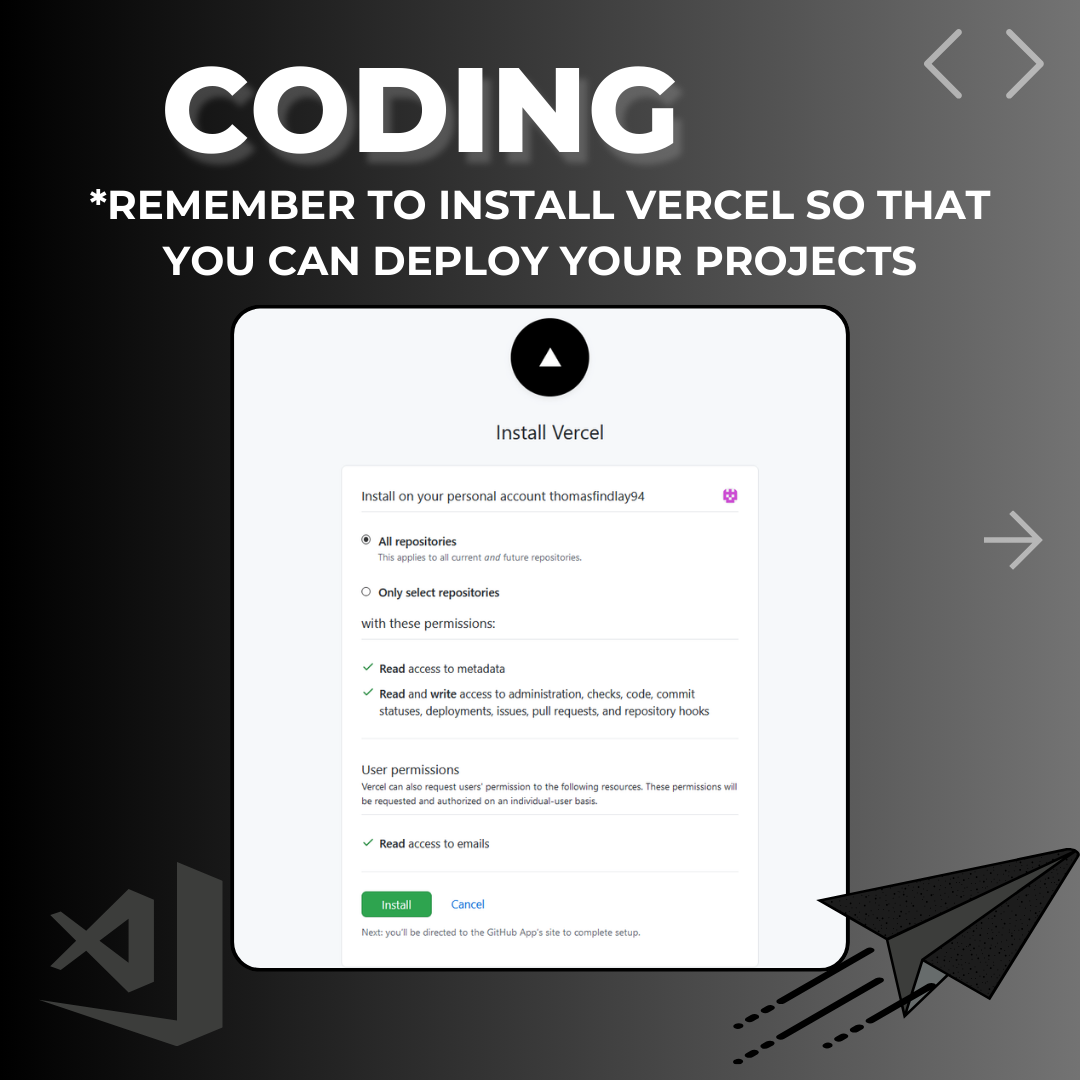 CODING
*REMEMBER TO INSTALL VERCEL SO THAT
YOU CAN DEPLOY YOUR PROJECTS
Install Vercel
Install on your personal account thomasfindlay94
All repositories
This applies to all current and future repositories.
Only select repositories
with these permissions:
Read access to metadata
Read and write access to administration, checks, code, commit
statuses, deployments, issues, pull requests, and repository hooks
User permissions
Vercel can also request users' permission to the following resources. These permissions will
be requested and authorized on an individual-user basis.
Read access to emails
Install Cancel
Next: you'll be directed to the GitHub App's site to complete setup.